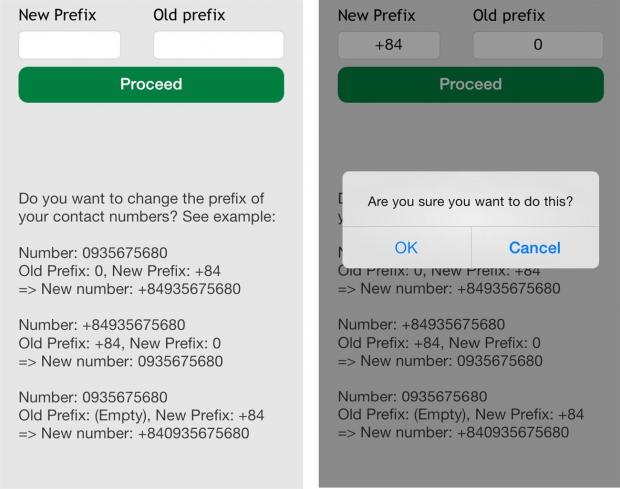 New Prefix Old prefix
Proceed
Do you want to change the prefix of
your contact numbers? See example:
Number: 0935675680
Old Prefix: 0, New Prefix: +84
=> New number: +84935675680
Number: +84935675680
Old Prefix: +84, New Prefix: 0
=> New number: 0935675680
Number: 0935675680
Old Prefix: (Empty), New Prefix: +84
=> New number: +840935675680
New Prefix Old prefix
+84 0
Proceed
Are you sure you want to do this?
OK Cancel
Old Prefix: 0, New Prefix: +84
=> New number: +84935675680
Number: +84935675680
Old Prefix: +84, New Prefix: 0
=> New number: 0935675680
Number: 0935675680
Old Prefix: (Empty), New Prefix: +84
=> New number: +840935675680